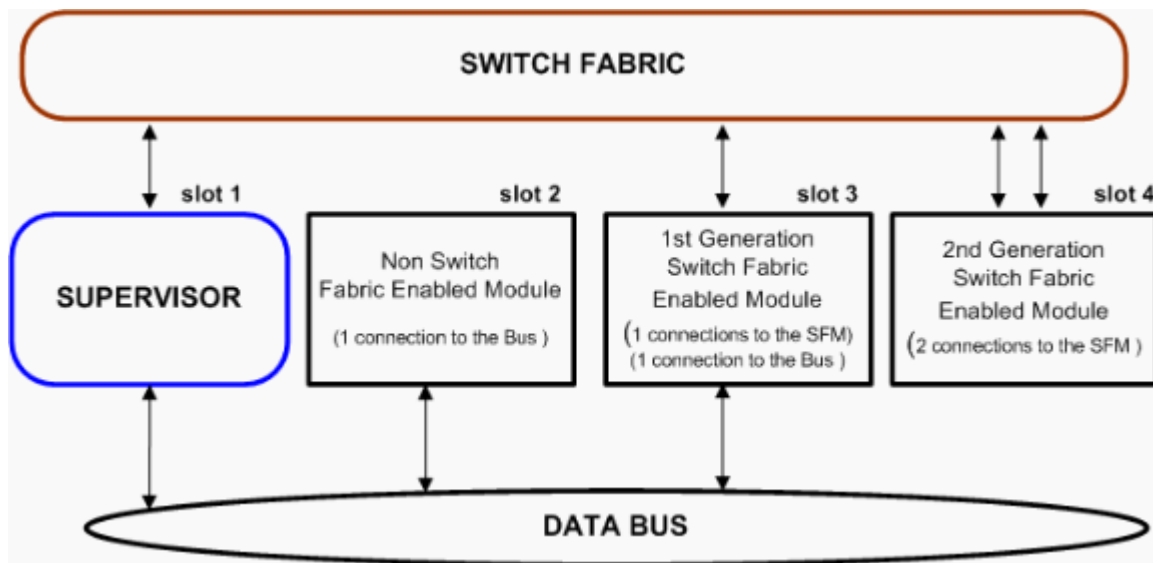 SWITCH FABRIC
slot 1
SUPERVISOR
slot 2
Non Switch
Fabric Enabled Module
(1 connection to the Bus )
slot 3
1st Generation
Switch Fabric
Enabled Module
(1 connections to the SFM)
(1 connection to the Bus )
slot 4
2nd Generation
Switch Fabric
Enabled Module
(2 connections to the SFM )
DATA BUS